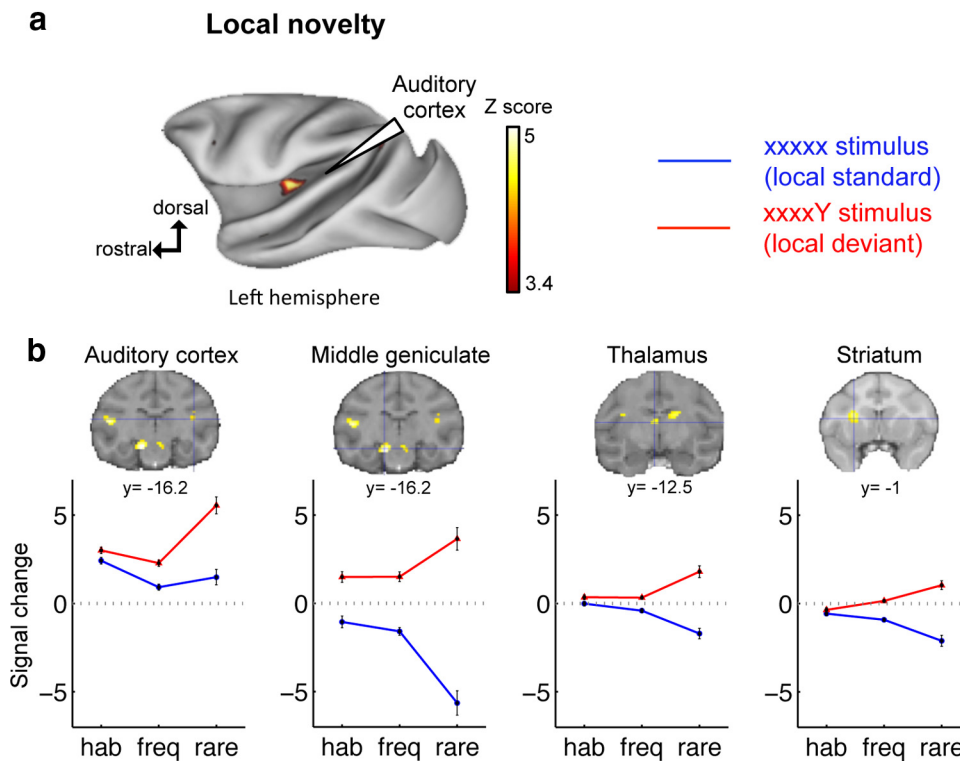 a
Local novelty
Auditory
cortex
Z score
5
3.4
dorsal
rostral
Left hemisphere
xxxxx stimulus
(local standard)
xxxxY stimulus
(local deviant)
b
Auditory cortex
Middle geniculate
Thalamus
Striatum
y= -16.2
y= -16.2
y= -12.5
y= -1
Signal change
5
0
–5
hab freq rare
5
0
–5
hab freq rare
5
0
–5
hab freq rare
5
0
–5
hab freq rare